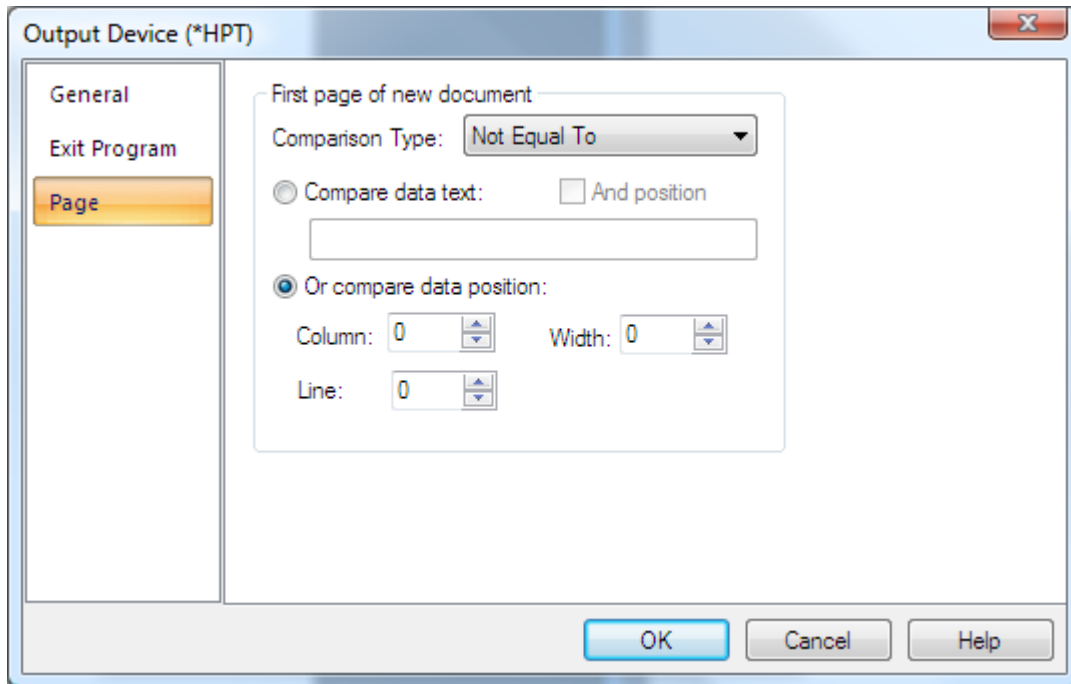 Output Device (*HPT)
General
Exit Program
Page
First page of new document
Comparison Type: Not Equal To
Compare data text: And position
Or compare data position:
Column: 0 Width: 0
Line: 0
OK Cancel Help